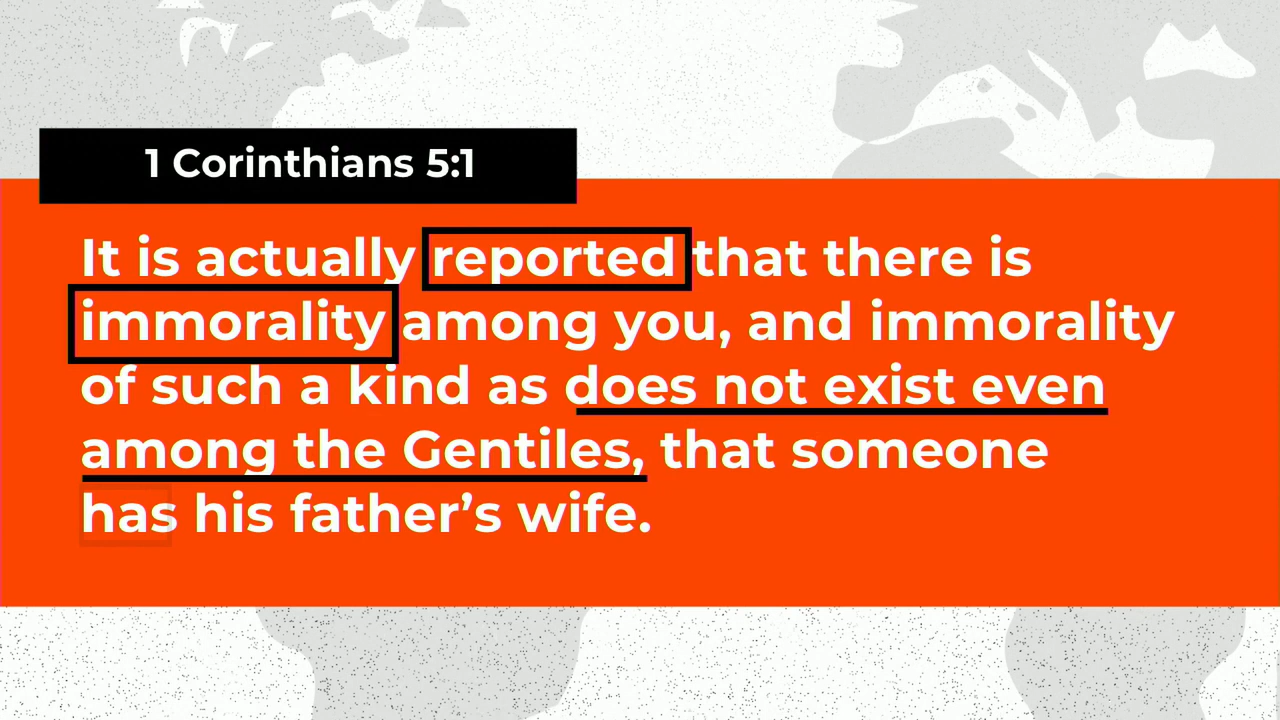 1 Corinthians 5:1
It is actually reported that there is
immorality among you, and immorality
of such a kind as does not exist even
among the Gentiles, that someone
has his father’s wife.